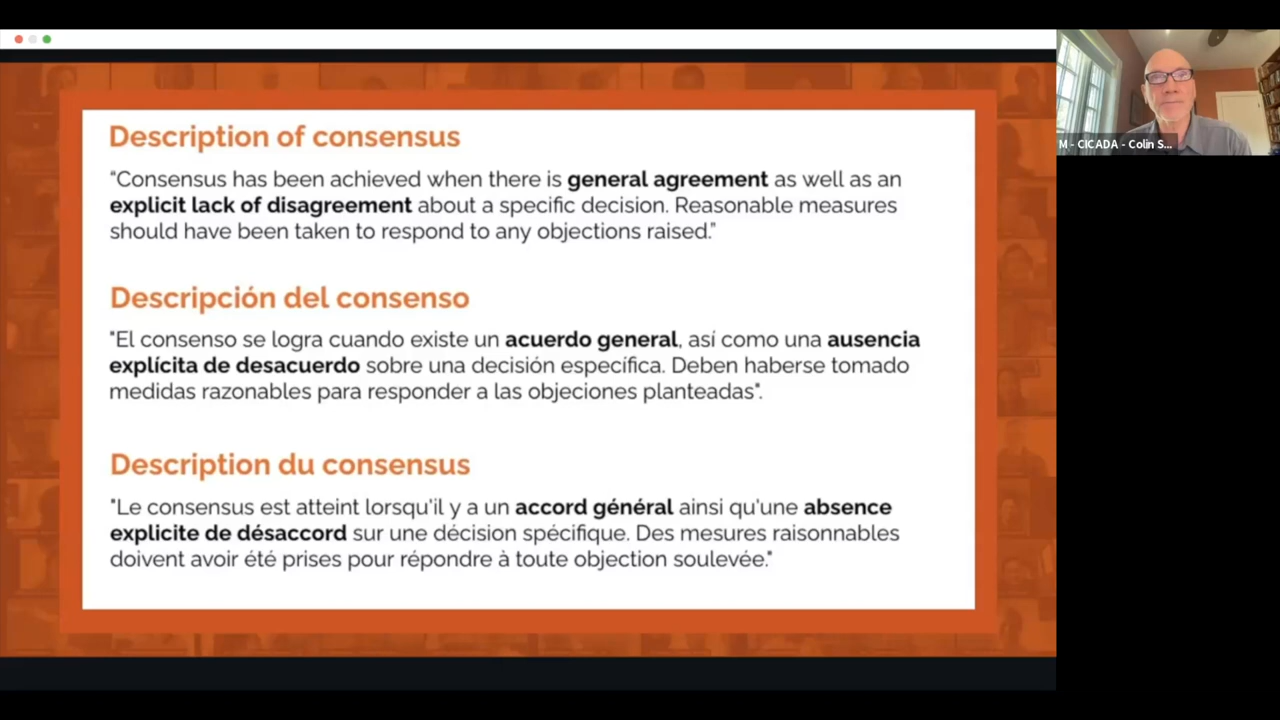 Description of consensus
“Consensus has been achieved when there is general agreement as well as an
explicit lack of disagreement about a specific decision. Reasonable measures
should have been taken to respond to any objections raised.”
Descripción del consenso
"El consenso se logra cuando existe un acuerdo general, así como una ausencia
explícita de desacuerdo sobre una decisión específica. Deben haberse tomado
medidas razonables para responder a las objeciones planteadas".
Description du consensus
"Le consensus est atteint lorsqu'il y a un accord général ainsi qu'une absence
explicite de désaccord sur une décision spécifique. Des mesures raisonnables
doivent avoir été prises pour répondre à toute objection soulevée."
M - CICADA - Colin S...